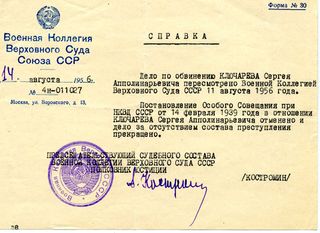 Форма № 30
Военная Коллегия
Верховного Суда
Союза ССР
СПРАВКА
14 августа 1956 г.
№ 4н-011027
Москва, ул. Воровского, д. 13.
Дело по обвинению КЛЮЧАРЕВА Сергея
Апполинарьевича пересмотрено Военной Коллегией
Верховного Суда СССР 11 августа 1956 года.
Постановление Особого Совещания при
НКВД СССР от 14 февраля 1939 года в отношении
КЛЮЧАРЕВА Сергея Апполинарьевича отменено и
дело за отсутствием состава преступления
прекращено.
ПРЕДСЕДАТЕЛЬСТВУЮЩИЙ СУДЕБНОГО СОСТАВА
ВОЕННОЙ КОЛЛЕГИИ ВЕРХОВНОГО СУДА СССР
ПОЛКОВНИК ЮСТИЦИИ
/КОСТРОМИН/